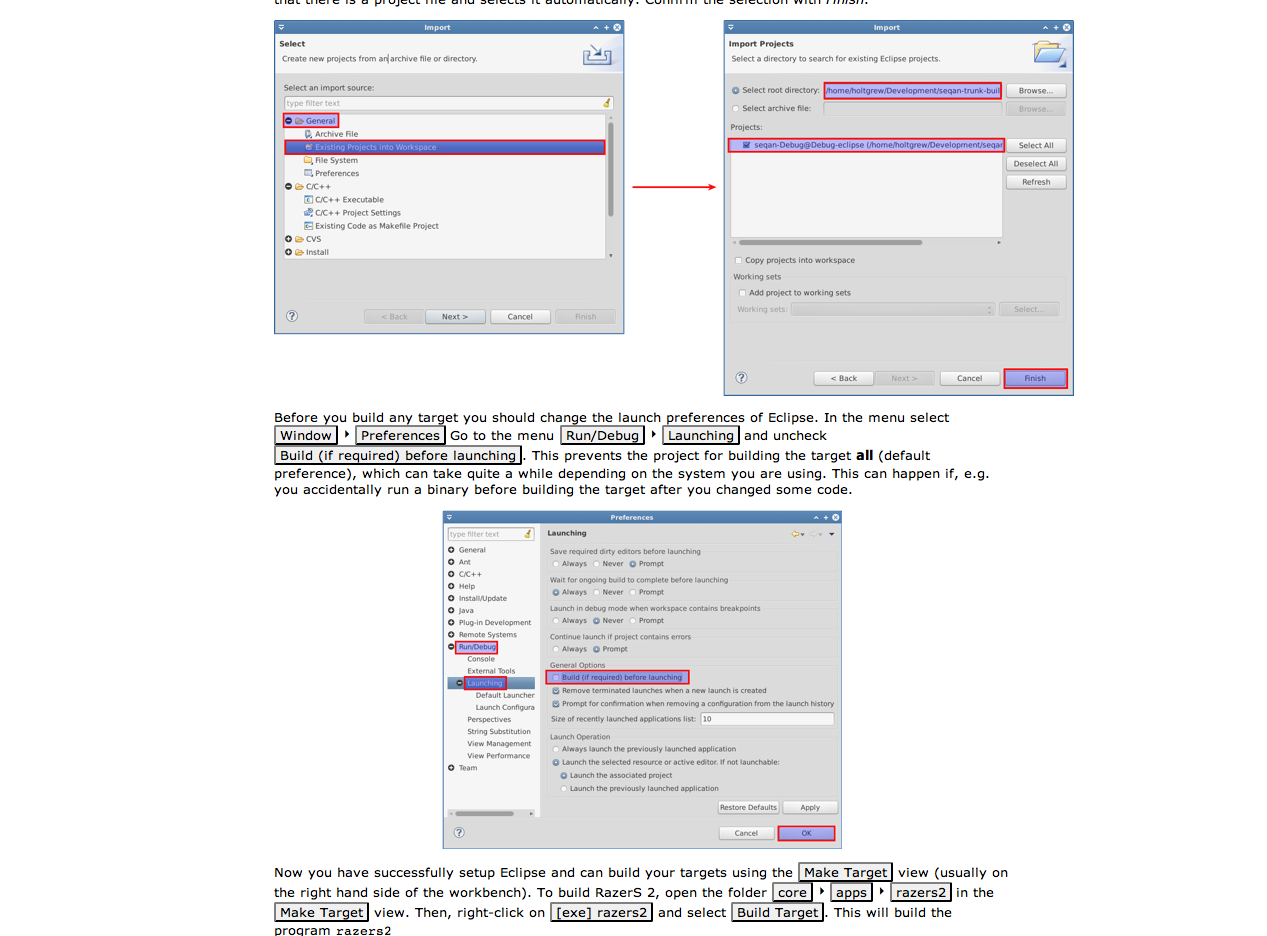 that there is a project file and selects it automatically. Confirm the selection with Finish.
Import
Select
Create new projects from an archive file or directory.
Select an import source:
type filter text
General
Archive File
Existing Projects into Workspace
File System
Preferences
C/C++
C/C++ Executable
C/C++ Project Settings
Existing Code as Makefile Project
CVS
Install
? < Back Next > Cancel Finish
Import
Import Projects
Select a directory to search for existing Eclipse projects.
Select root directory: /home/holtgrew/Development/seqan-trunk-buil Browse...
Select archive file: Browse...
Projects:
seqan-Debug@Debug-eclipse (/home/holtgrew/Development/seqan Select All
Deselect All
Refresh
Copy projects into workspace
Working sets
Add project to working sets
Working sets: Select...
? < Back Next > Cancel Finish
Before you build any target you should change the launch preferences of Eclipse. In the menu select
Window Preferences Go to the menu Run/Debug Launching and uncheck
Build (if required) before launching. This prevents the project for building the target all (default
preference), which can take quite a while depending on the system you are using. This can happen if, e.g.
you accidentally run a binary before building the target after you changed some code.
Preferences
type filter text
General
Ant
C/C++
Help
Install/Update
Java
Plug-in Development
Remote Systems
Run/Debug
Console
External Tools
Launching
Default Launcher
Launch Configura
Perspectives
String Substitution
View Management
View Performance
Team
Launching
Save required dirty editors before launching
Always Never Prompt
Wait for ongoing build to complete before launching
Always Never Prompt
Launch in debug mode when workspace contains breakpoints
Always Never Prompt
Continue launch if project contains errors
Always Prompt
General Options
Build (if required) before launching
Remove terminated launches when a new launch is created
Prompt for confirmation when removing a configuration from the launch history
Size of recently launched applications list: 10
Launch Operation
Always launch the previously launched application
Launch the selected resource or active editor. If not launchable:
Launch the associated project
Launch the previously launched application
Restore Defaults Apply
? Cancel OK
Now you have successfully setup Eclipse and can build your targets using the Make Target view (usually on
the right hand side of the workbench). To build RazerS 2, open the folder core apps razers2 in the
Make Target view. Then, right-click on [exe] razers2 and select Build Target. This will build the
program razers2